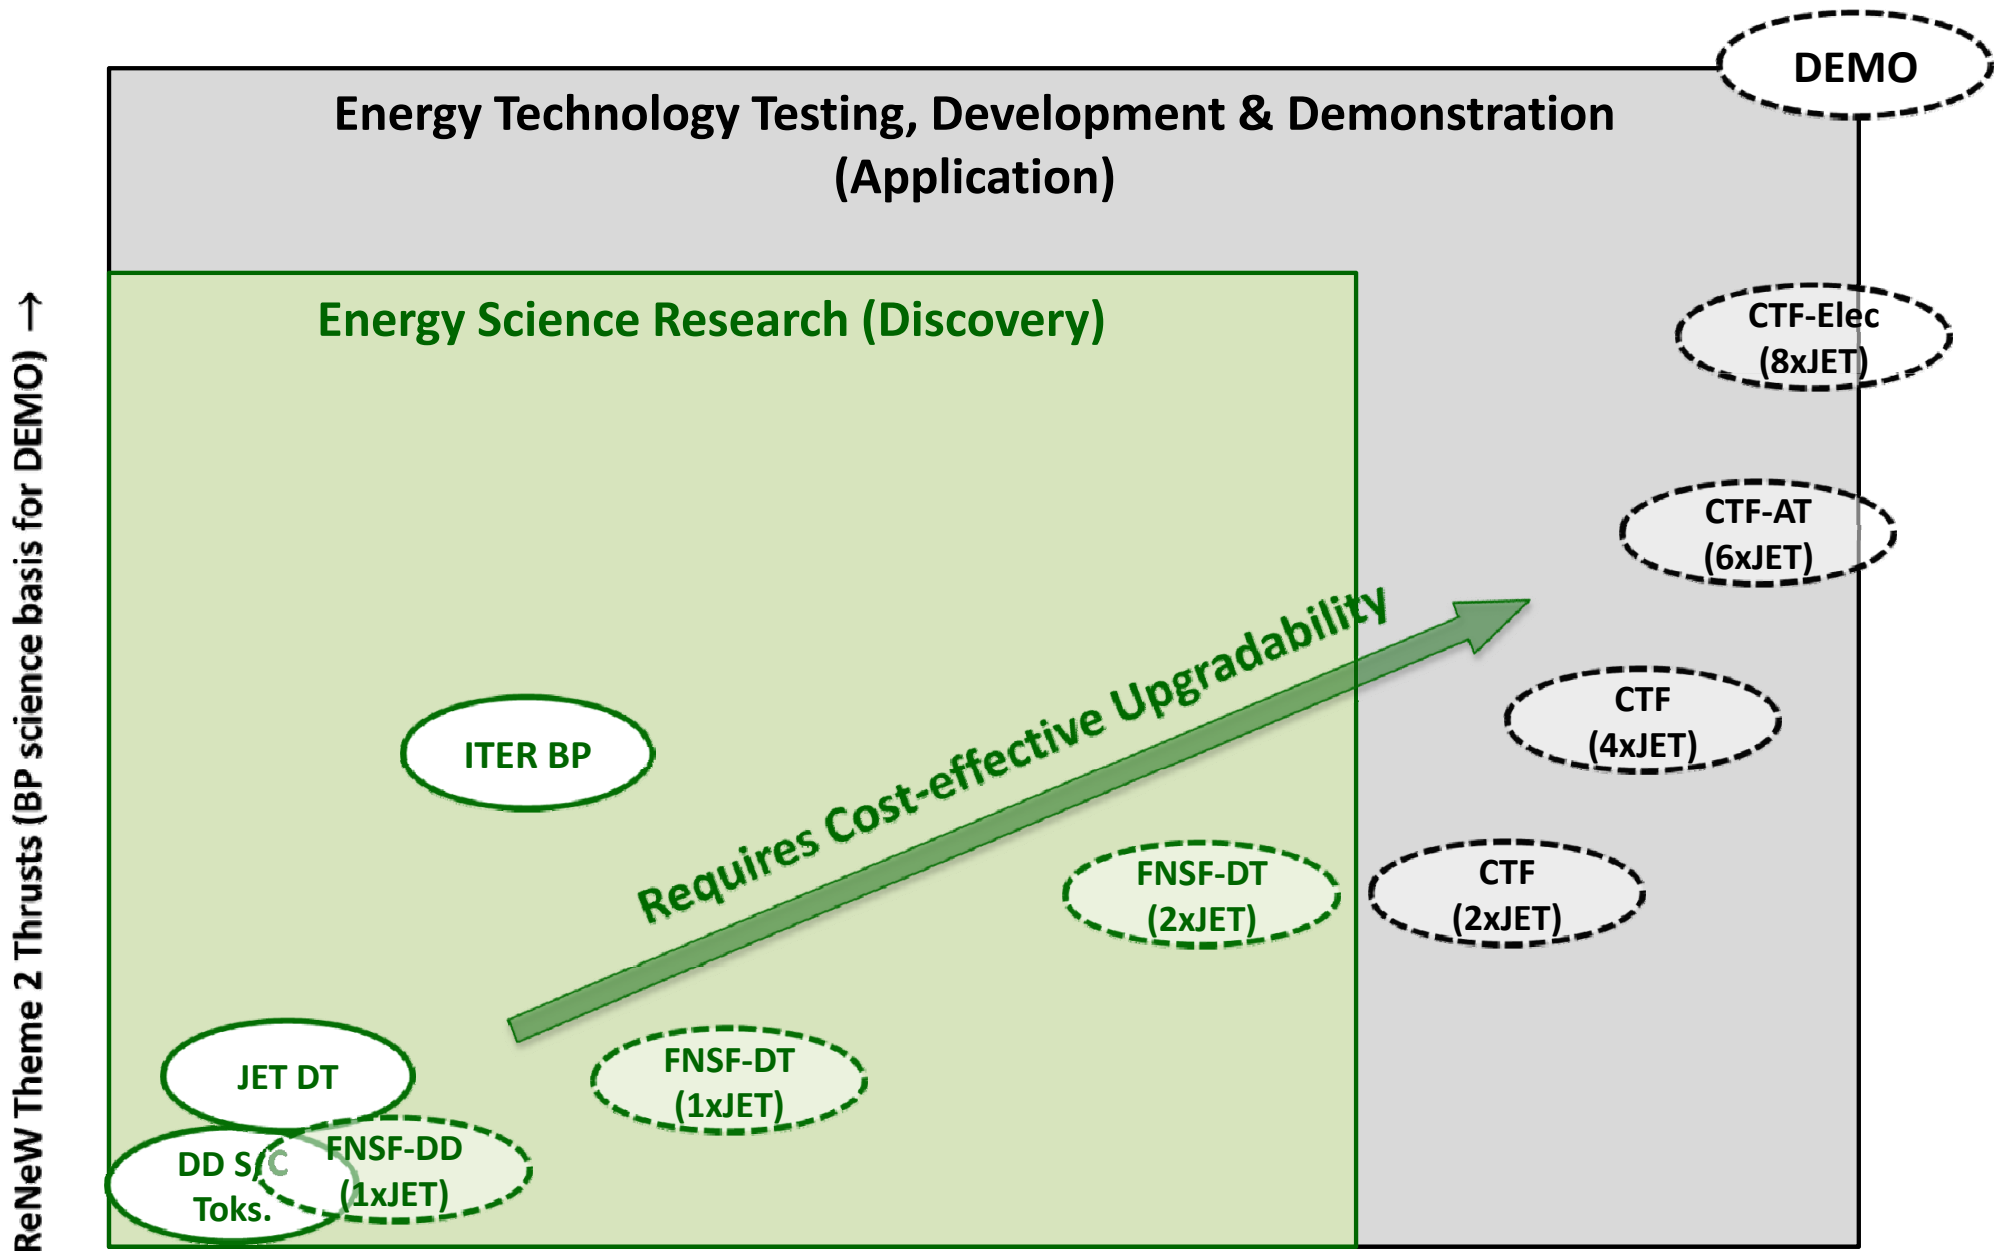 DEMO
Energy Technology Testing, Development & Demonstration
(Application)
Energy Science Research (Discovery)
CTF-Elec
(8xJET)
CTF-AT
(6xJET)
Requires Cost-effective Upgradability
CTF
(4xJET)
ITER BP
FNSF-DT
(2xJET)
CTF
(2xJET)
JET DT
FNSF-DT
(1xJET)
DD S/C
Toks.
FNSF-DD
(1xJET)
ReNeW Theme 2 Thrusts (BP science basis for DEMO) →